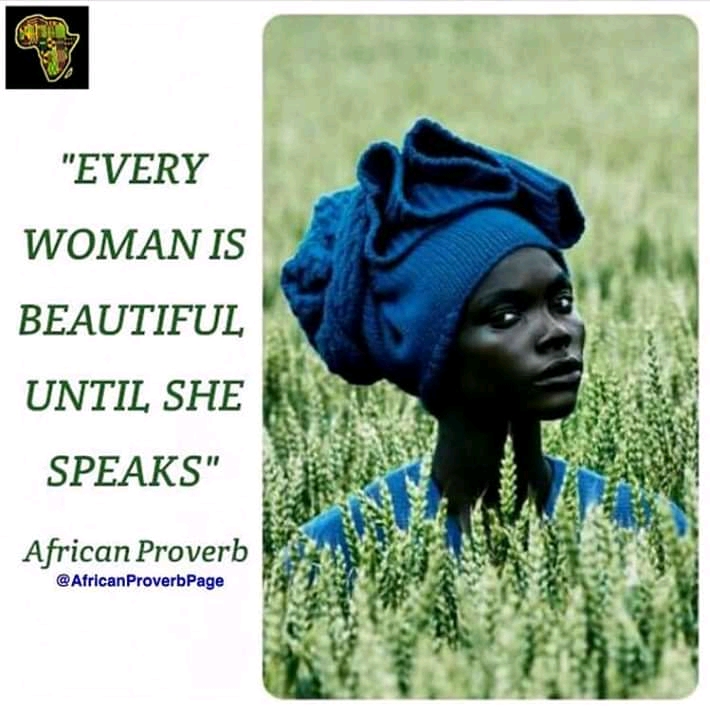 "EVERY
WOMAN IS
BEAUTIFUL
UNTIL SHE
SPEAKS"
African Proverb
@AfricanProverbPage